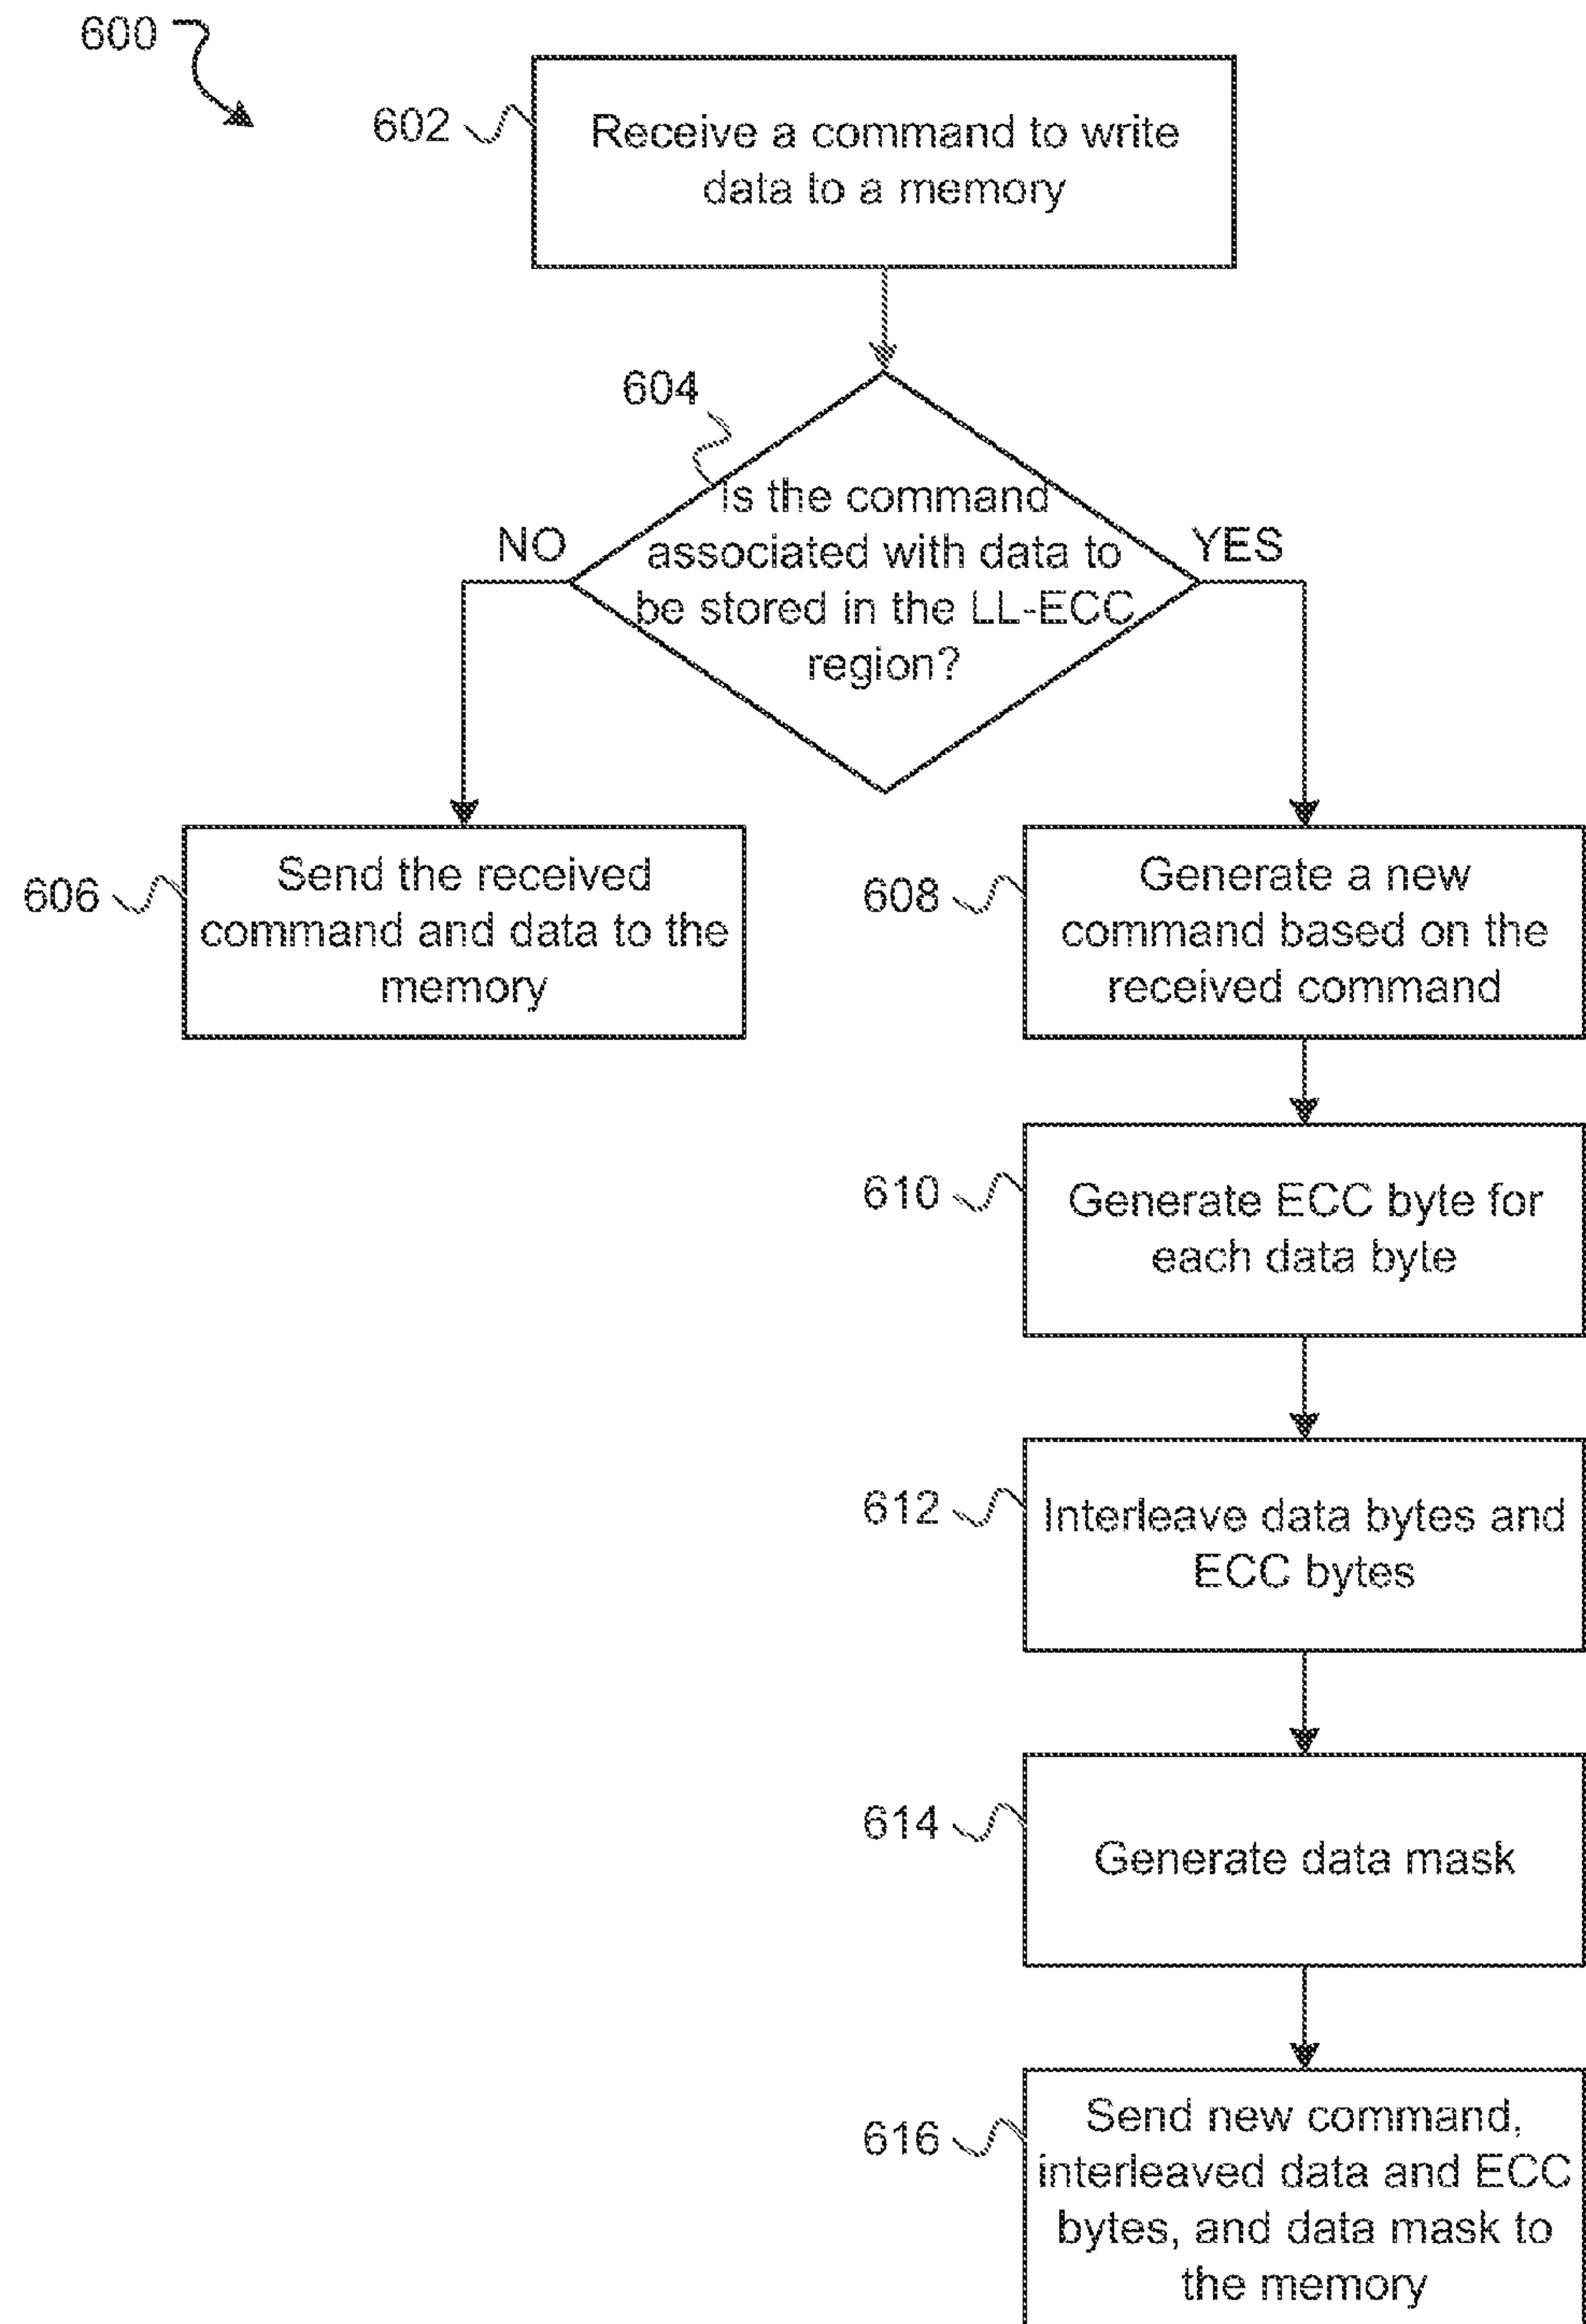 600
602
Receive a command to write
data to a memory
604
Is the command
associated with data to
be stored in the LL-ECC
region?
NO
YES
606
Send the received
command and data to the
memory
608
Generate a new
command based on the
received command
610
Generate ECC byte for
each data byte
612
Interleave data bytes and
ECC bytes
614
Generate data mask
616
Send new command,
interleaved data and ECC
bytes, and data mask to
the memory